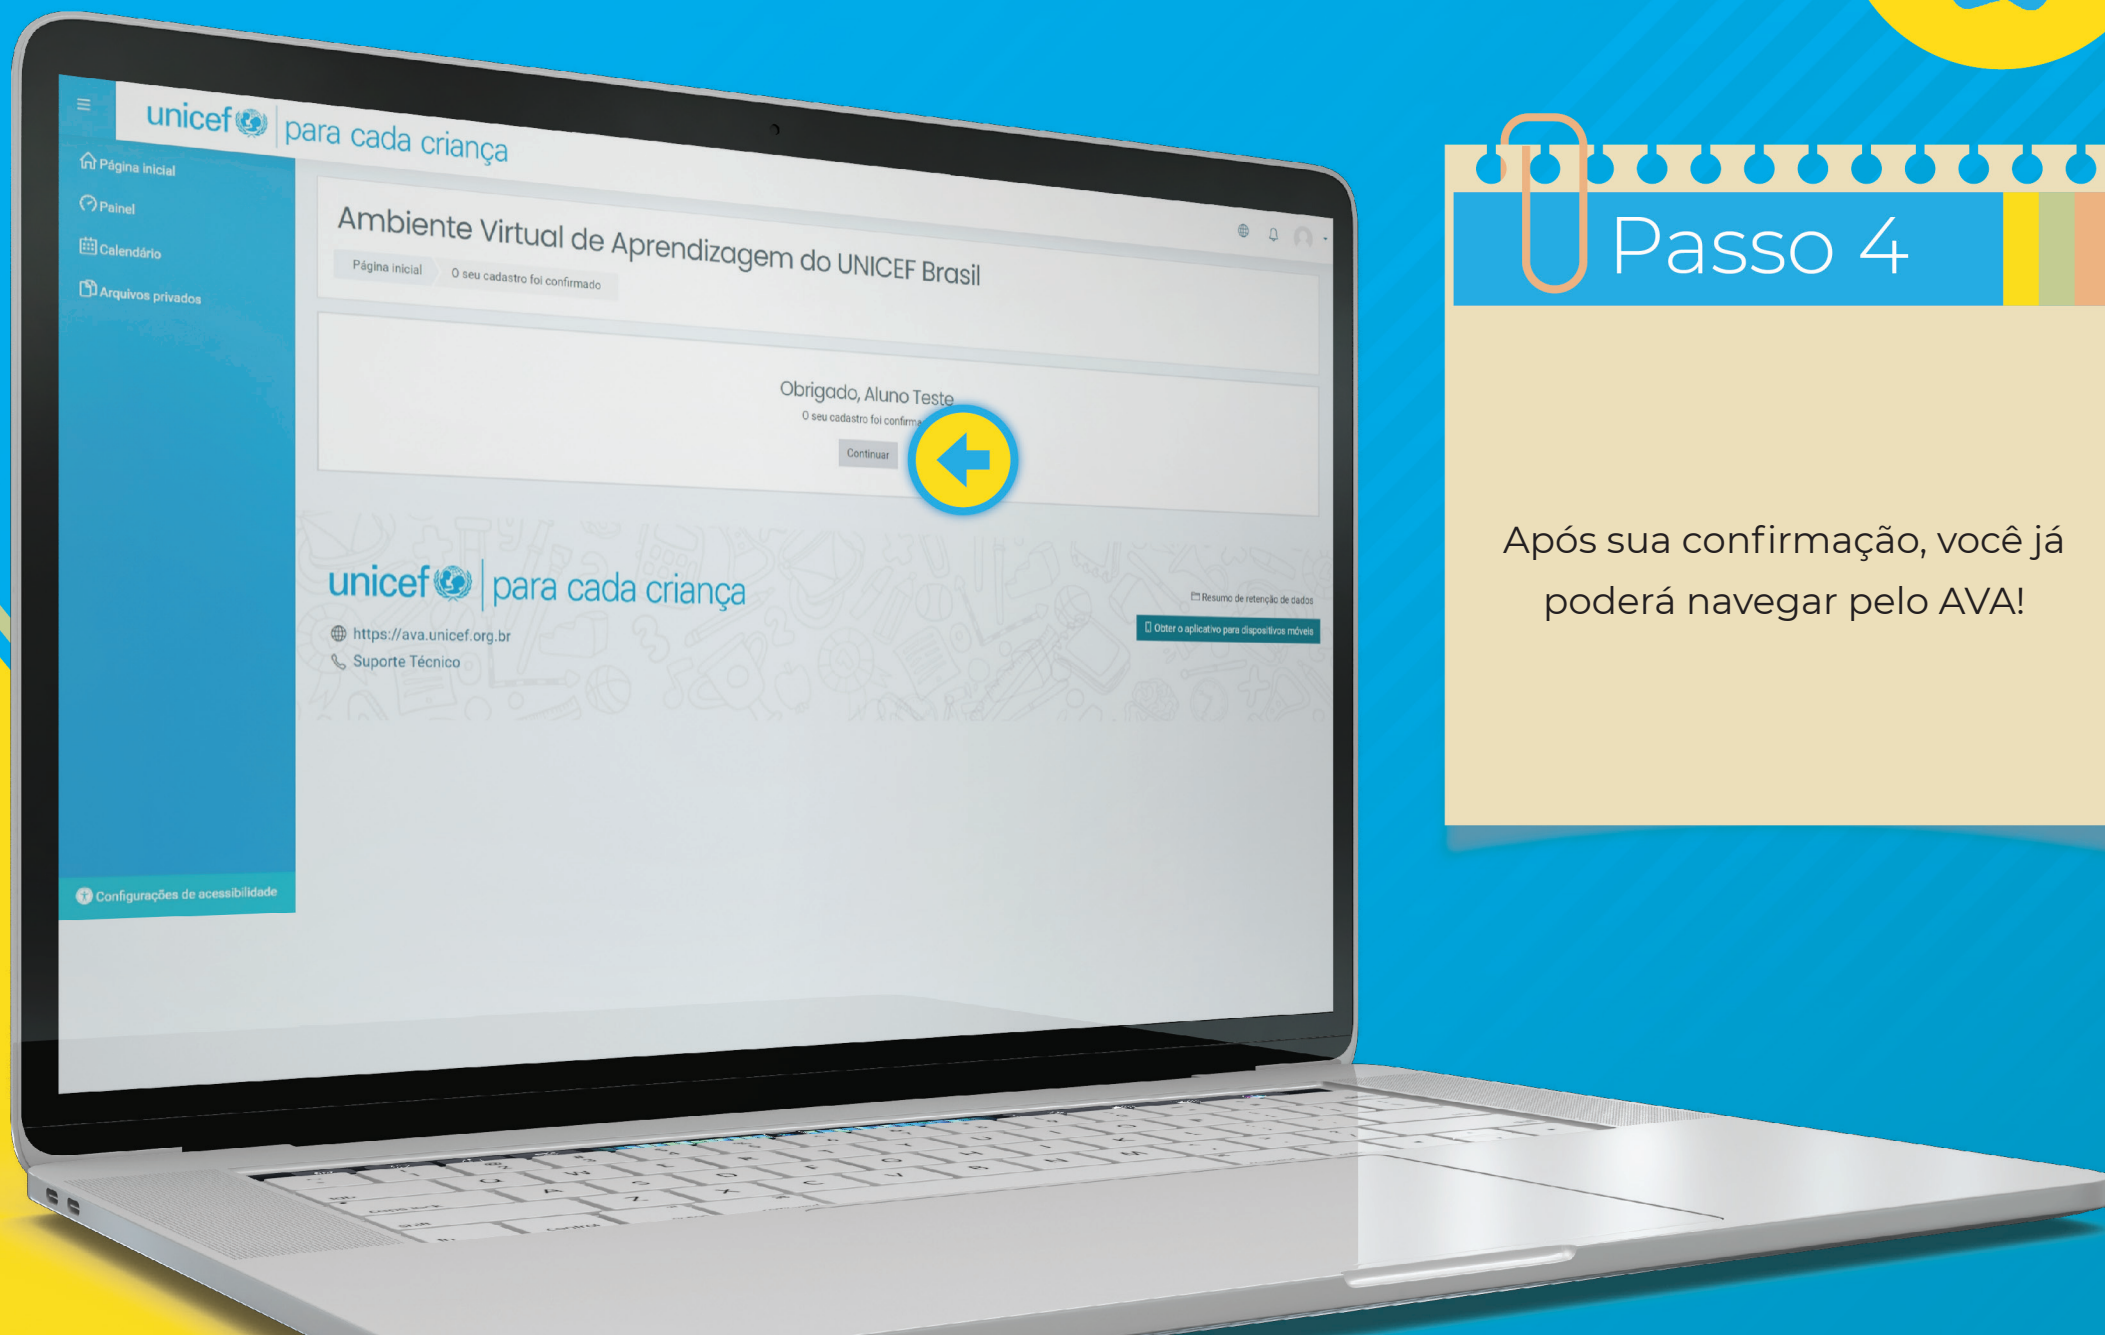 unicef para cada criança
Página inicial
Painel
Calendário
Arquivos privados
Ambiente Virtual de Aprendizagem do UNICEF Brasil
Página inicial O seu cadastro foi confirmado
Obrigado, Aluno Teste
O seu cadastro foi
Continuar
unicef para cada criança
https://ava.unicef.org.br
Suporte Técnico
Resumo de retenção de dados
Obter o aplicativo para dispositivos móveis
Configurações de acessibilidade
Passo 4
Após sua confirmação, você já
poderá navegar pelo AVA!